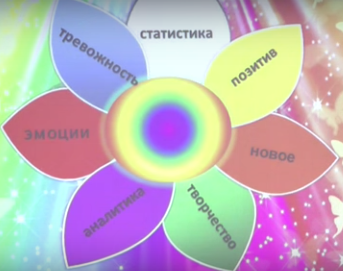 статистика
позитив
новое
творчество
аналитика
эмоции
тревожность